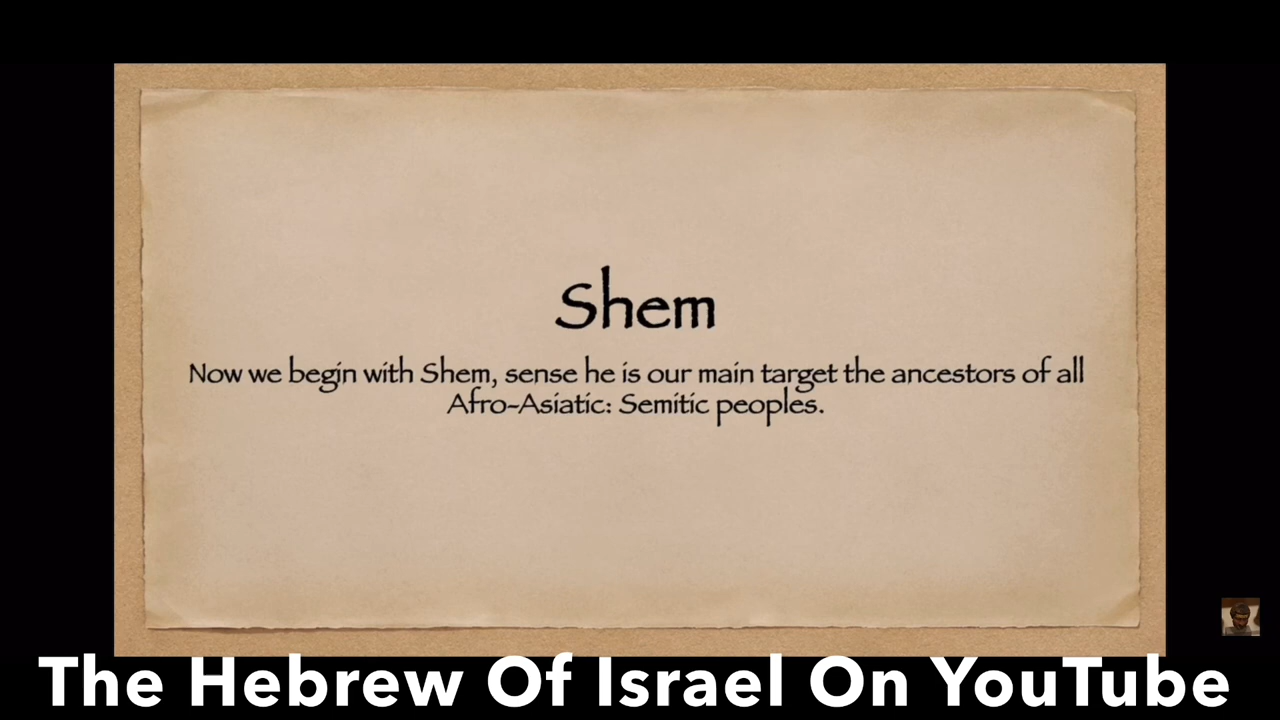 Shem
Now we begin with Shem, sense he is our main target the ancestors of all
Afro-Asiatic: Semitic peoples.
The Hebrew Of Israel On YouTube